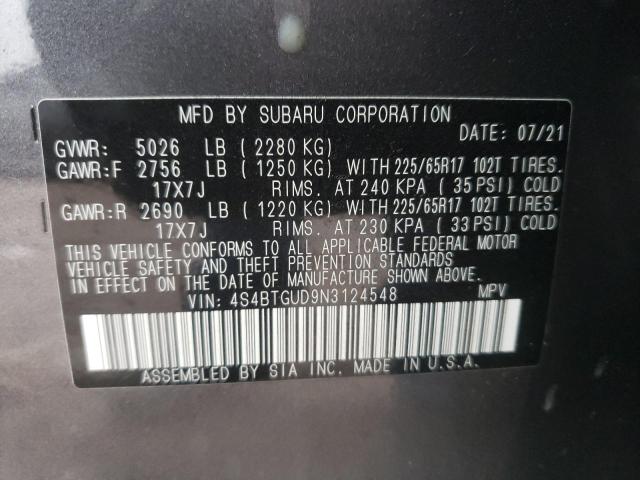 MFD BY SUBARU CORPORATION
DATE: 07/21
GVWR: 5026 LB ( 2280 KG)
GAWR:F 2756 LB ( 1250 KG) WITH 225/65R17 102T TIRES.
17X7J RIMS. AT 240 KPA ( 35 PSI) COLD
GAWR:R 2690 LB ( 1220 KG) WITH 225/65R17 102T TIRES.
17X7J RIMS. AT 230 KPA ( 33 PSI) COLD
THIS VEHICLE CONFORMS TO ALL APPLICABLE FEDERAL MOTOR
VEHICLE SAFETY AND THEFT PREVENTION STANDARDS
IN EFFECT ON THE DATE OF MANUFACTURE SHOWN ABOVE.
VIN: 4S4BTGUD9N3124548 MPV
ASSEMBLED BY SIA INC. MADE IN U.S.A.